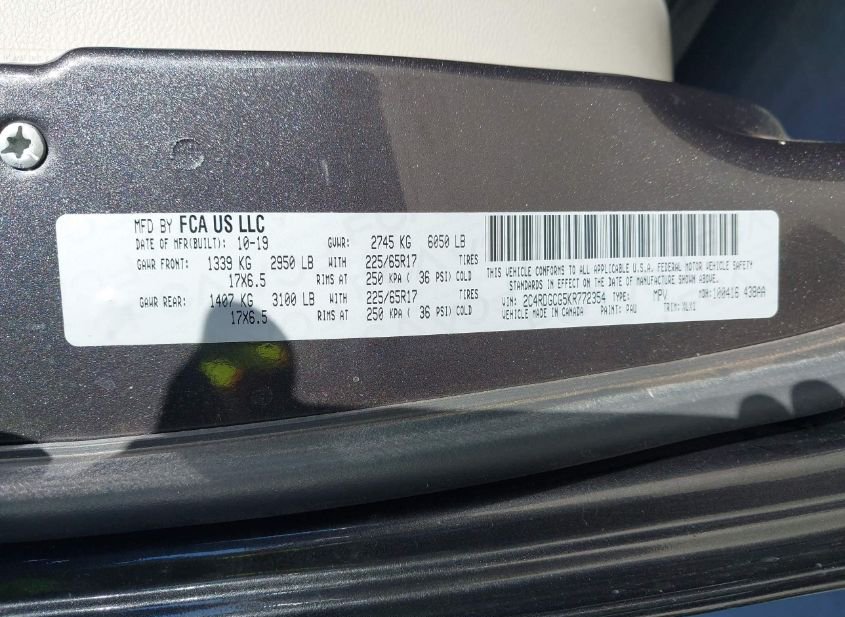 MFD BY FCA US LLC
DATE OF MFR(BUILT): 10-19 GVWR: 2745 KG 6050 LB
GAWR FRONT: 1339 KG 2950 LB WITH 225/65R17 TIRES
17X6.5 RIMS AT 250 KPA ( 36 PSI) COLD
GAWR REAR: 1407 KG 3100 LB WITH 225/65R17 TIRES
17X6.5 RIMS AT 250 KPA ( 36 PSI) COLD
THIS VEHICLE CONFORMS TO ALL APPLICABLE U.S.A. FEDERAL MOTOR VEHICLE SAFETY
STANDARDS IN EFFECT ON THE DATE OF MANUFACTURE SHOWN ABOVE.
VIN: 2C4RDGCG5KR772354 TYPE: MPV MDH: 100416 438AA
VEHICLE MADE IN CANADA PAINT: PAU TRIM: